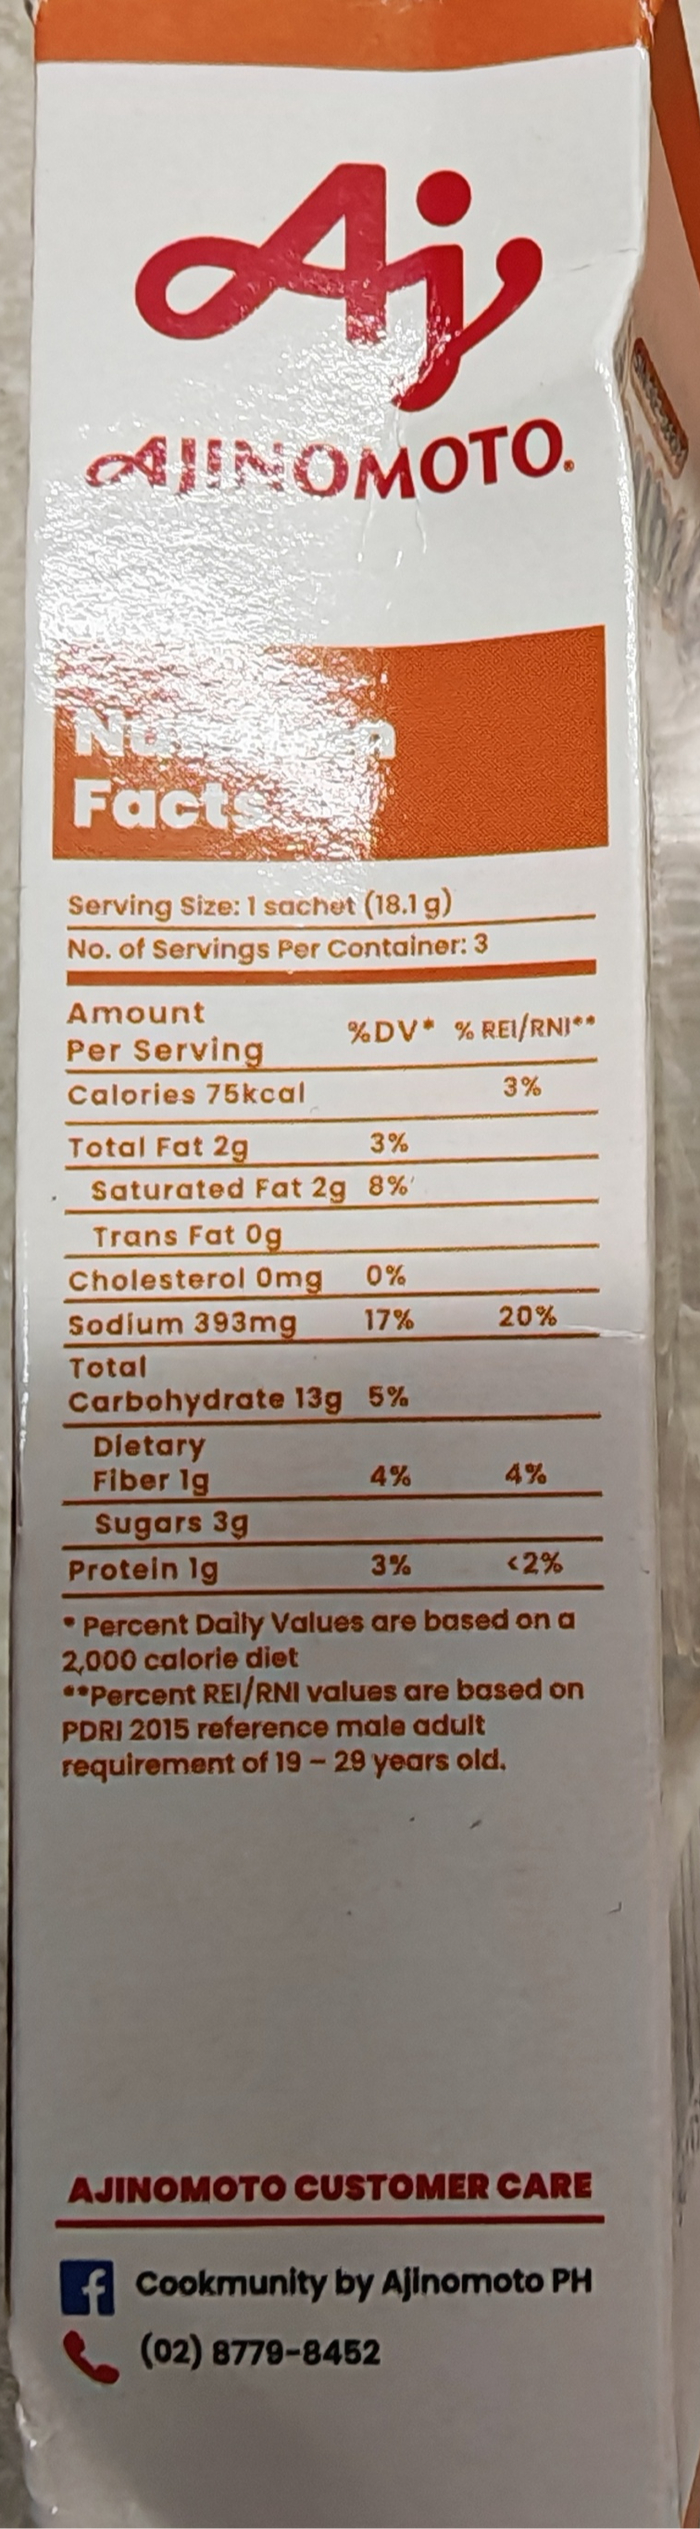 Aj
AJINOMOTO.
Nutrition
Facts
Serving Size: 1 sachet (18.1 g)
No. of Servings Per Container: 3
Amount
Per Serving %DV* % REI/RNI**
Calories 75kcal 3%
Total Fat 2g 3%
Saturated Fat 2g 8%
Trans Fat 0g
Cholesterol 0mg 0%
Sodium 393mg 17% 20%
Total
Carbohydrate 13g 5%
Dietary
Fiber 1g 4% 4%
Sugars 3g
Protein 1g 3% <2%
* Percent Daily Values are based on a
2,000 calorie diet
**Percent REI/RNI values are based on
PDRI 2015 reference male adult
requirement of 19 – 29 years old.
AJINOMOTO CUSTOMER CARE
f Cookmunity by Ajinomoto PH
(02) 8779-8452